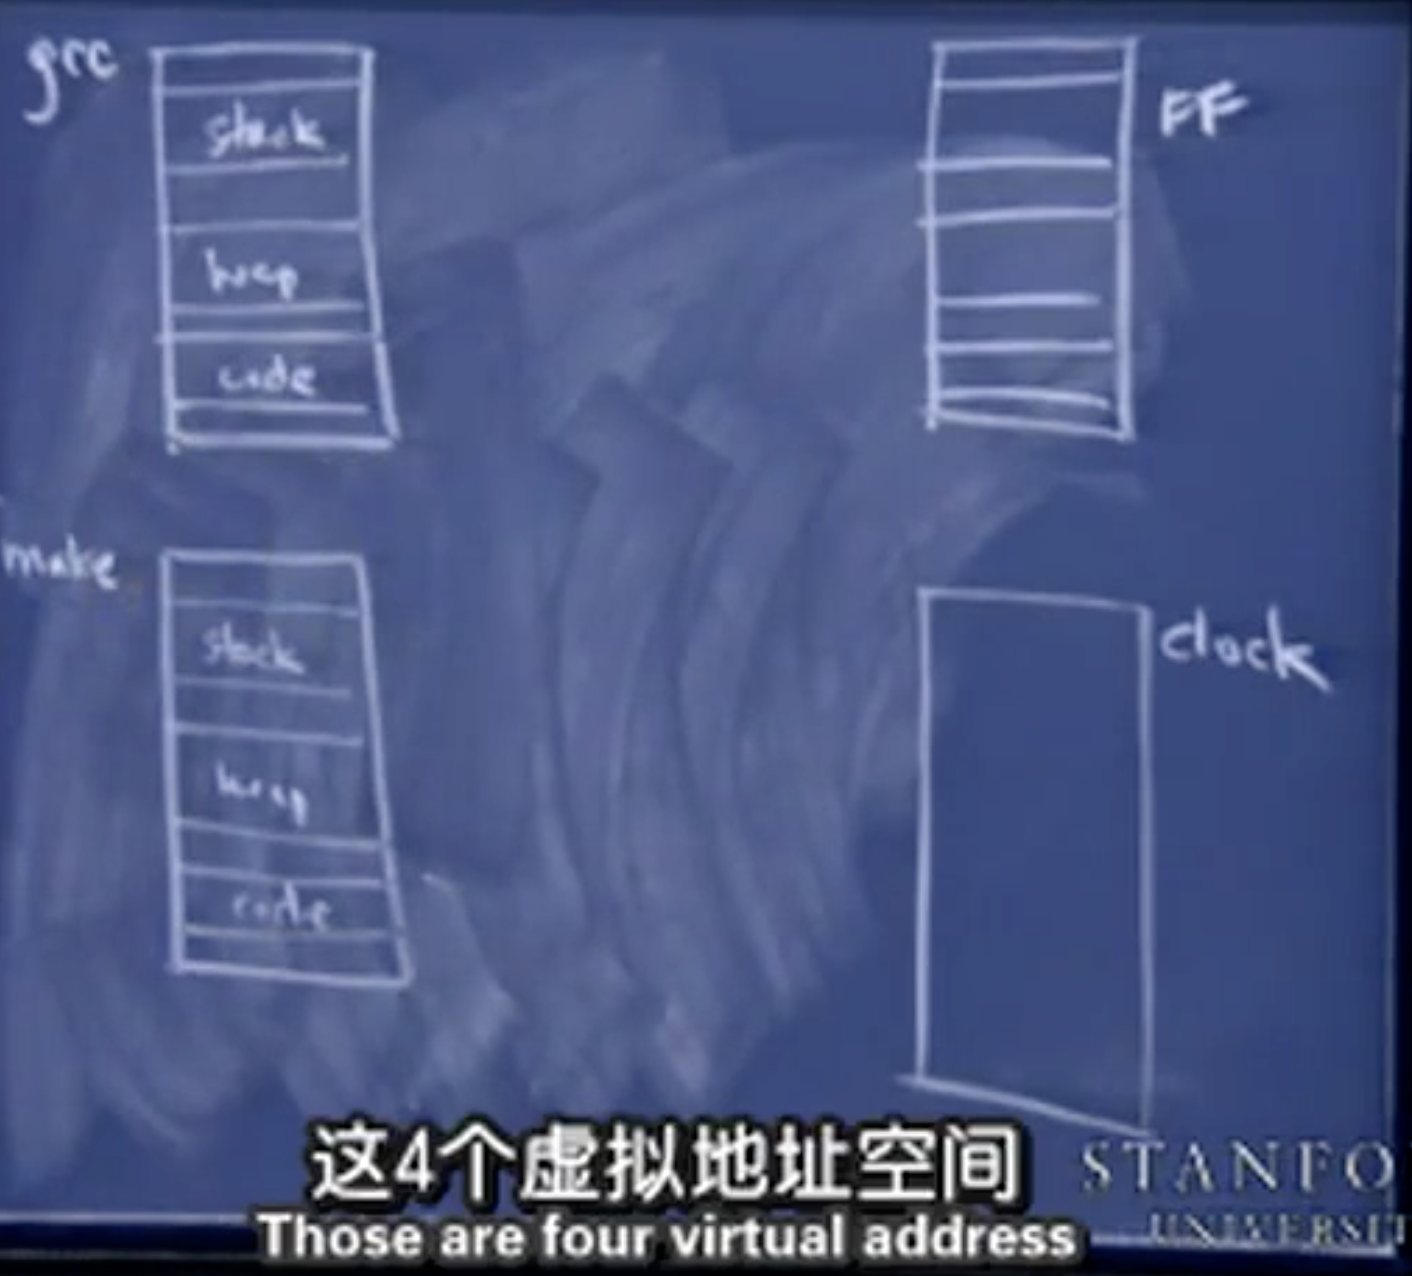 gcc
stack
heap
code
FF
make
stack
heap
code
clock
这4个虚拟地址空间
Those are four virtual address
STANFO
UNIVERSIT